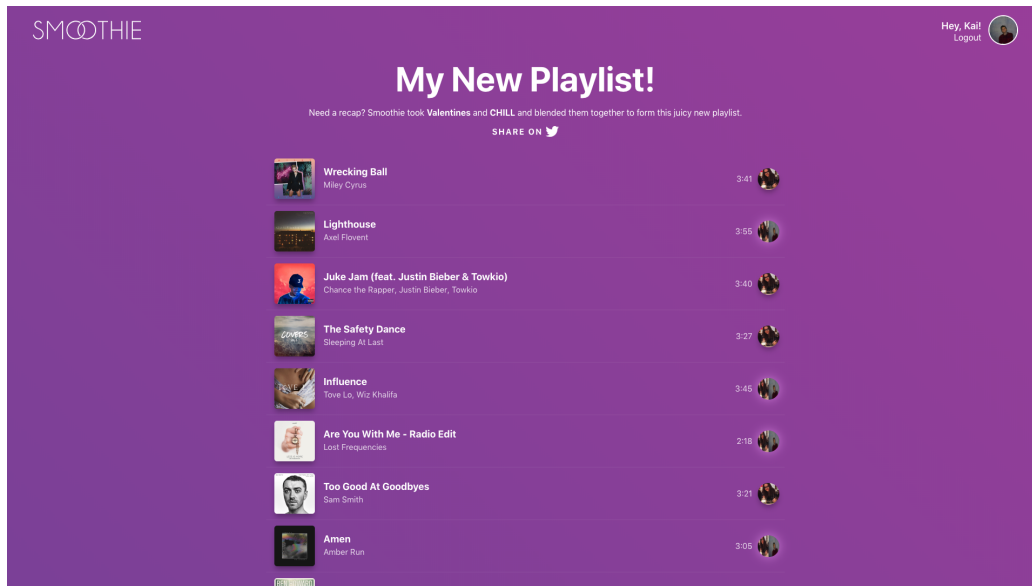 SMOOTHIE
Hey, Kai!
Logout
My New Playlist!
Need a recap? Smoothie took Valentines and CHILL and blended them together to form this juicy new playlist.
SHARE ON
Wrecking Ball
Miley Cyrus
3:41
Lighthouse
Axel Flovent
3:55
Juke Jam (feat. Justin Bieber & Towkio)
Chance the Rapper, Justin Bieber, Towkio
3:40
COVERS
The Safety Dance
Sleeping At Last
3:27
Influence
Tove Lo, Wiz Khalifa
3:45
Are You With Me - Radio Edit
Lost Frequencies
2:18
Too Good At Goodbyes
Sam Smith
3:21
Amen
Amber Run
3:05